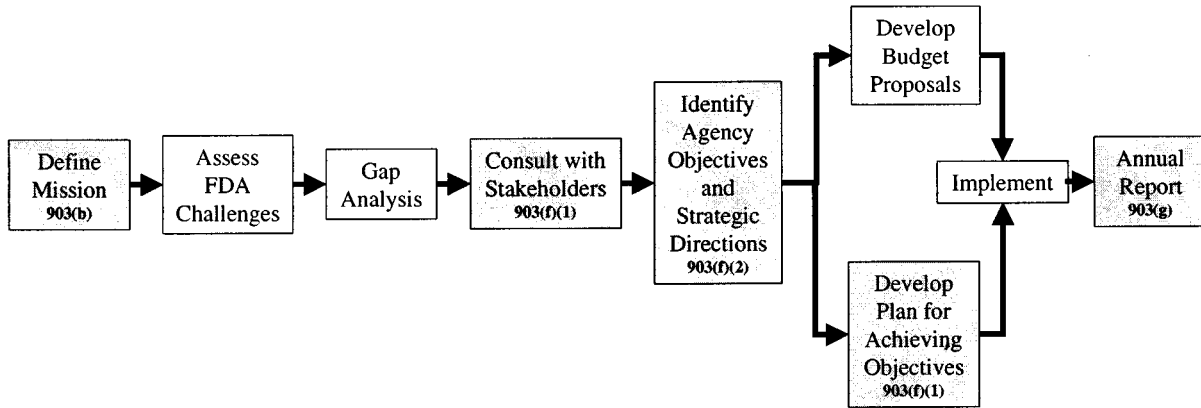 Define
Mission
903(b)
Assess
FDA
Challenges
Gap
Analysis
Consult with
Stakeholders
903(f)(1)
Identify
Agency
Objectives
and
Strategic
Directions
903(f)(2)
Develop
Budget
Proposals
Develop
Plan for
Achieving
Objectives
903(f)(1)
Implement
Annual
Report
903(g)